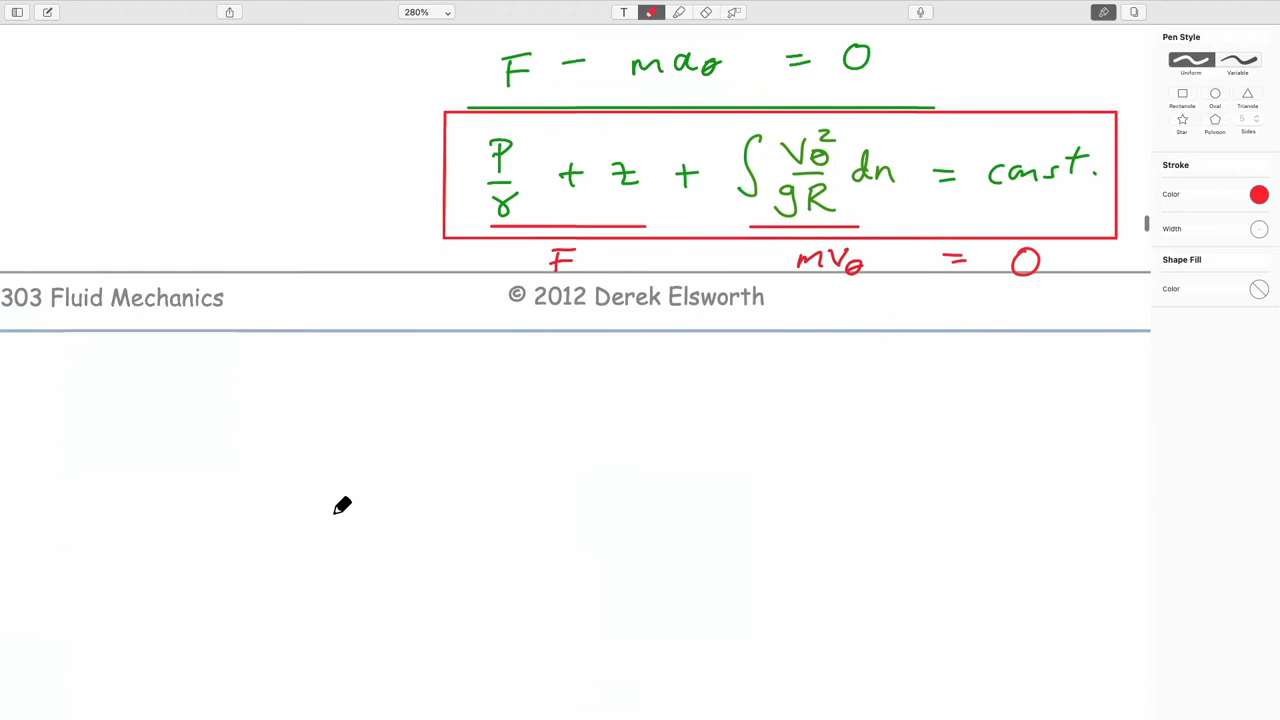 280%
T
Pen Style
Uniform Variable
Rectangle Oval Triangle
Star Polygon 5 Sides
Stroke
Color
Width
Shape Fill
Color
F - maθ = 0
P/γ + z + ∫ Vθ²/gR dn = const.
F mVθ = 0
303 Fluid Mechanics © 2012 Derek Elsworth